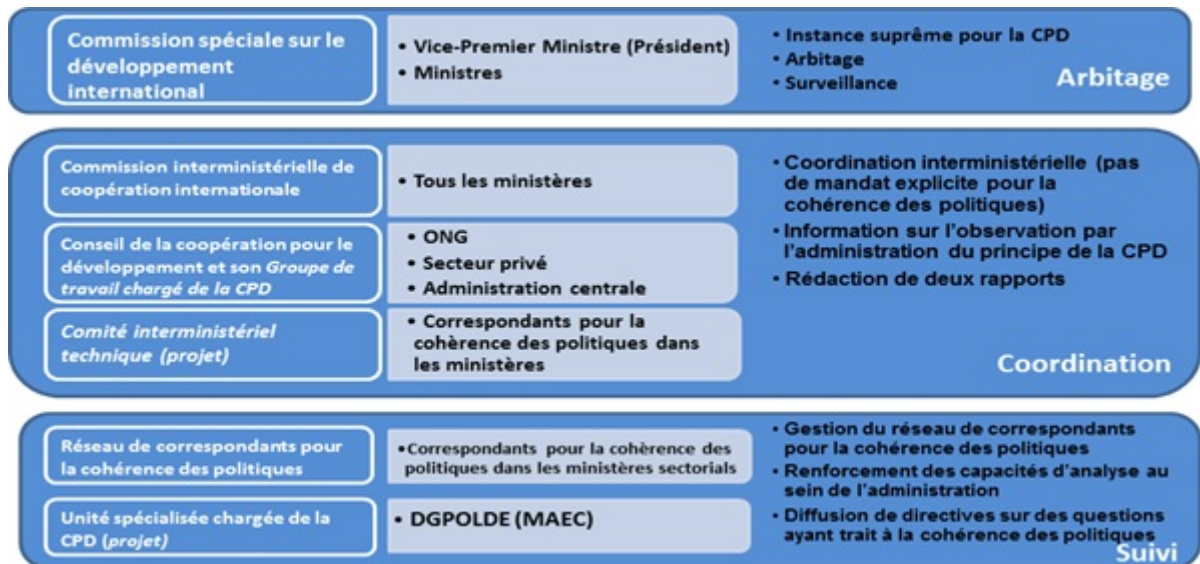 Commission spéciale sur le
développement
international
• Vice-Premier Ministre (Président)
• Ministres
• Instance suprême pour la CPD
• Arbitage
• Surveillance
Arbitage
Commission interministérielle de
coopération internationale
• Tous les ministères
Conseil de la coopération pour le
développement et son Groupe de
travail chargé de la CPD
• ONG
• Secteur privé
• Administration centrale
Comité interministériel
technique (projet)
• Correspondants pour la
cohèrence des politiques dans
les ministères
• Coordination interministérielle (pas
de mandat explicite pour la
cohérence des politiques)
• Information sur l'observation par
l'administration du principe de la CPD
• Rédaction de deux rapports
Coordination
Réseau de correspondants pour
la cohérence des politiques
•Correspondants pour la cohèrence des
politiques dans les ministères sectorials
Unité spécialisée chargée de la
CPD (projet)
• DGPOLDE (MAEC)
• Gestion du réseau de correspondants
pour la cohérence des politiques
• Renforcement des capacités d'analyse au
sein de l'administration
• Diffusion de directives sur des questions
ayant trait à la cohérence des politiques
Suivi